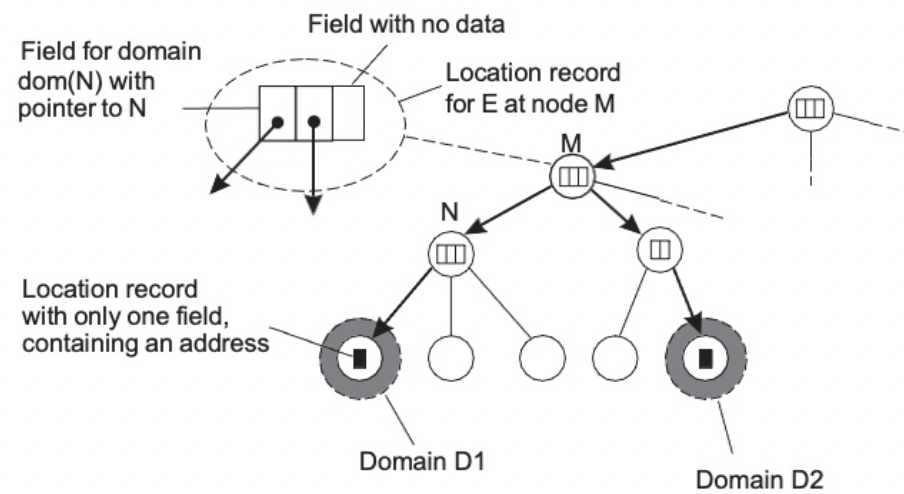 Field with no data
Field for domain
dom(N) with
pointer to N
Location record
for E at node M
M
N
Location record
with only one field,
containing an address
Domain D1
Domain D2